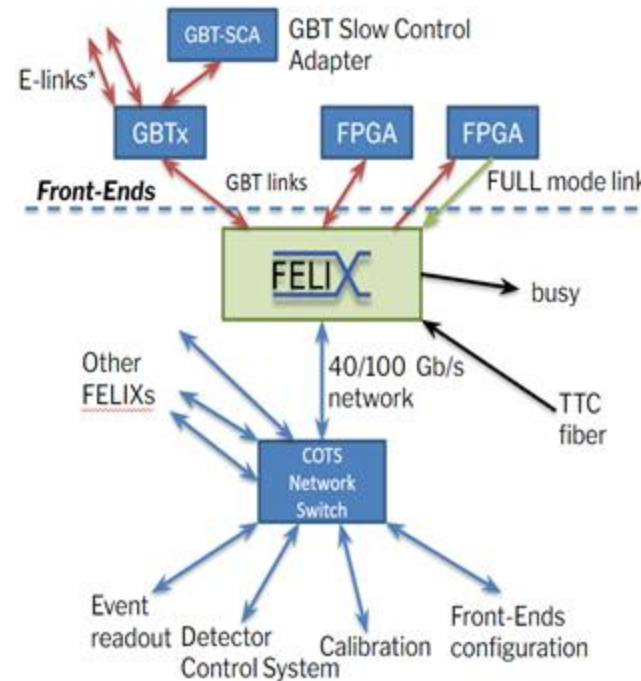 GBT-SCA
GBT Slow Control
Adapter
E-links*
GBTx
FPGA
FPGA
GBT links
FULL mode link
Front-Ends
FELIX
busy
Other
FELIXs
40/100 Gb/s
network
TTC
fiber
COTS
Network
Switch
Event
readout
Detector
Control System
Calibration
Front-Ends
configuration